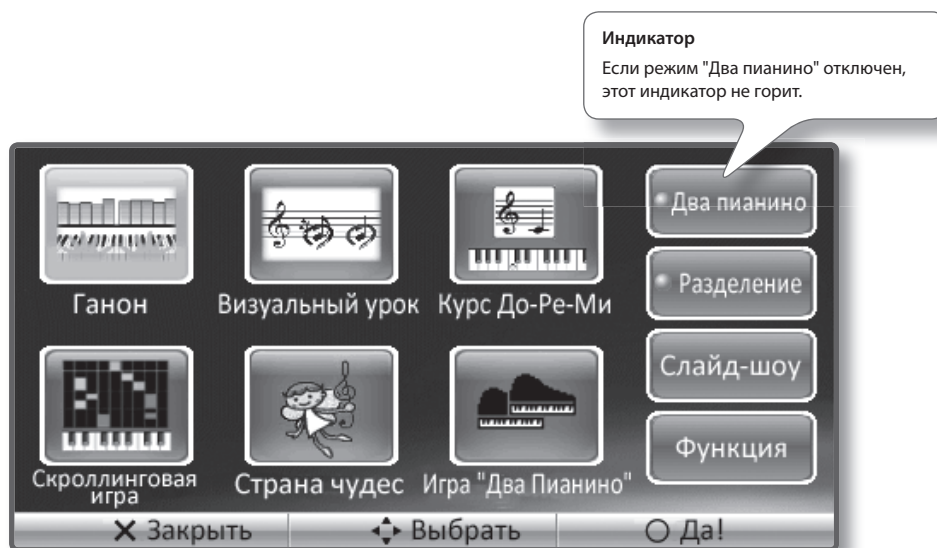 Индикатор
Если режим "Два пианино" отключен,
этот индикатор не горит.
Два пианино
Ганон
Визуальный урок
Курс До-Ре-Ми
Разделение
Слайд-шоу
Скроллинговая
игра
Страна чудес
Игра "Два Пианино"
Функция
Закрыть
Выбрать
Да!